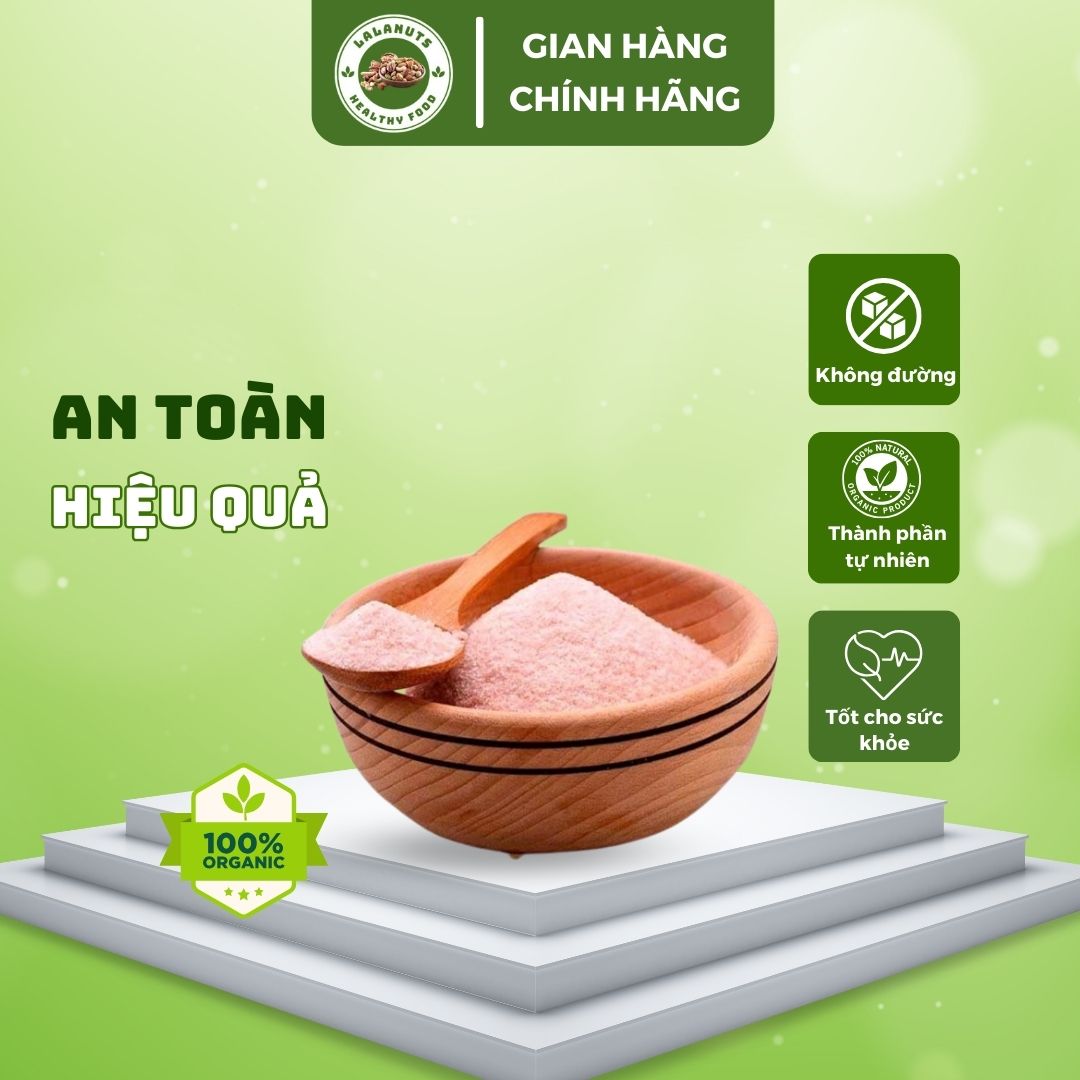 LALANUTS
HEALTHY FOOD
GIAN HÀNG
CHÍNH HÃNG
Không đường
AN TOÀN
HIỆU QUẢ
100% NATURAL
ORGANIC PRODUCT
Thành phần
tự nhiên
Tốt cho sức
khỏe
100%
ORGANIC